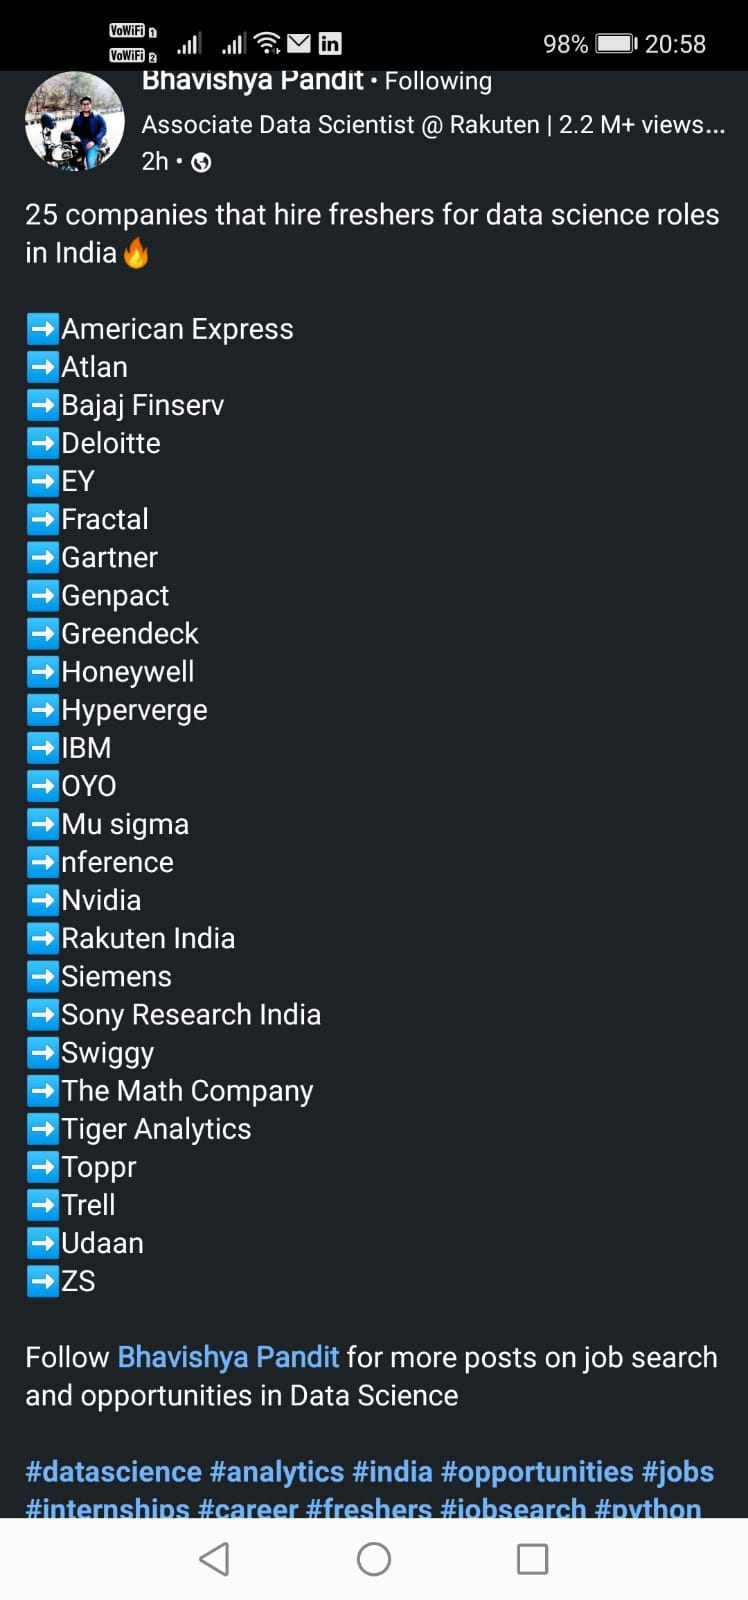 VoWiFi 1
VoWiFi 2
98% 20:58
Bhavishya Pandit • Following
Associate Data Scientist @ Rakuten | 2.2 M+ views...
2h •
25 companies that hire freshers for data science roles
in India🔥
➡American Express
➡Atlan
➡Bajaj Finserv
➡Deloitte
➡EY
➡Fractal
➡Gartner
➡Genpact
➡Greendeck
➡Honeywell
➡Hyperverge
➡IBM
➡OYO
➡Mu sigma
➡nference
➡Nvidia
➡Rakuten India
➡Siemens
➡Sony Research India
➡Swiggy
➡The Math Company
➡Tiger Analytics
➡Toppr
➡Trell
➡Udaan
➡ZS
Follow Bhavishya Pandit for more posts on job search
and opportunities in Data Science
#datascience #analytics #india #opportunities #jobs
#internships #career #freshers #jobsearch #python